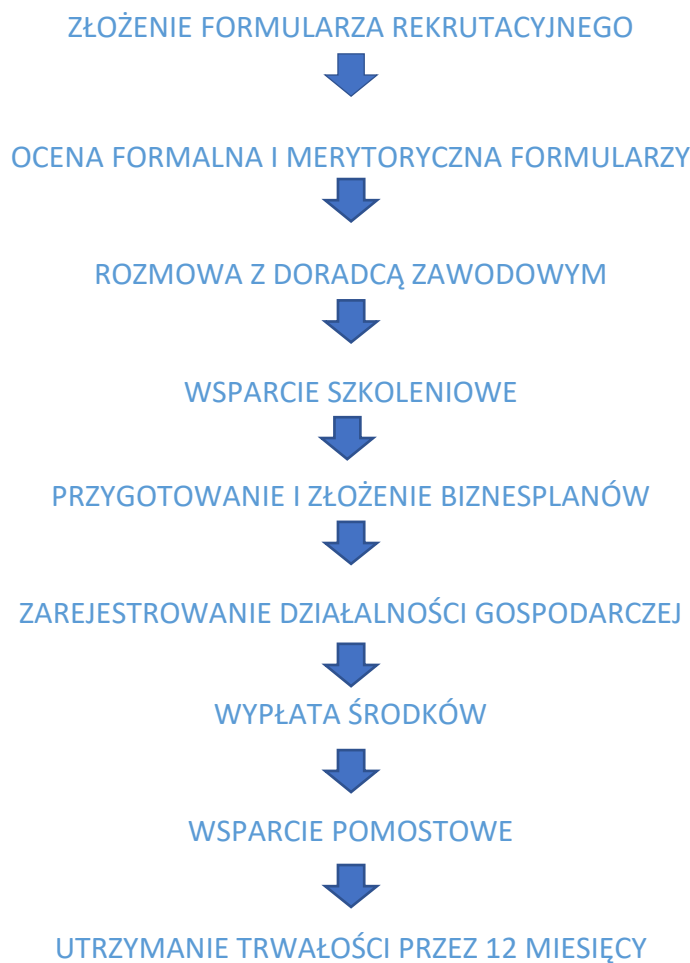 ZŁOŻENIE FORMULARZA REKRUTACYJNEGO
OCENA FORMALNA I MERYTORYCZNA FORMULARZY
ROZMOWA Z DORADCĄ ZAWODOWYM
WSPARCIE SZKOLENIOWE
PRZYGOTOWANIE I ZŁOŻENIE BIZNESPLANÓW
ZAREJESTROWANIE DZIAŁALNOŚCI GOSPODARCZEJ
WYPŁATA ŚRODKÓW
WSPARCIE POMOSTOWE
UTRZYMANIE TRWAŁOŚCI PRZEZ 12 MIESIĘCY